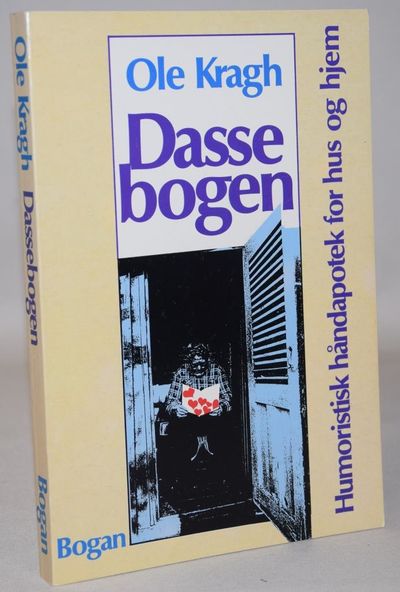 Ole Kragh
Dasse
bogen
Humoristisk håndapotek for hus og hjem
Bogan
Ole Kragh
Dassebogen
Bogan